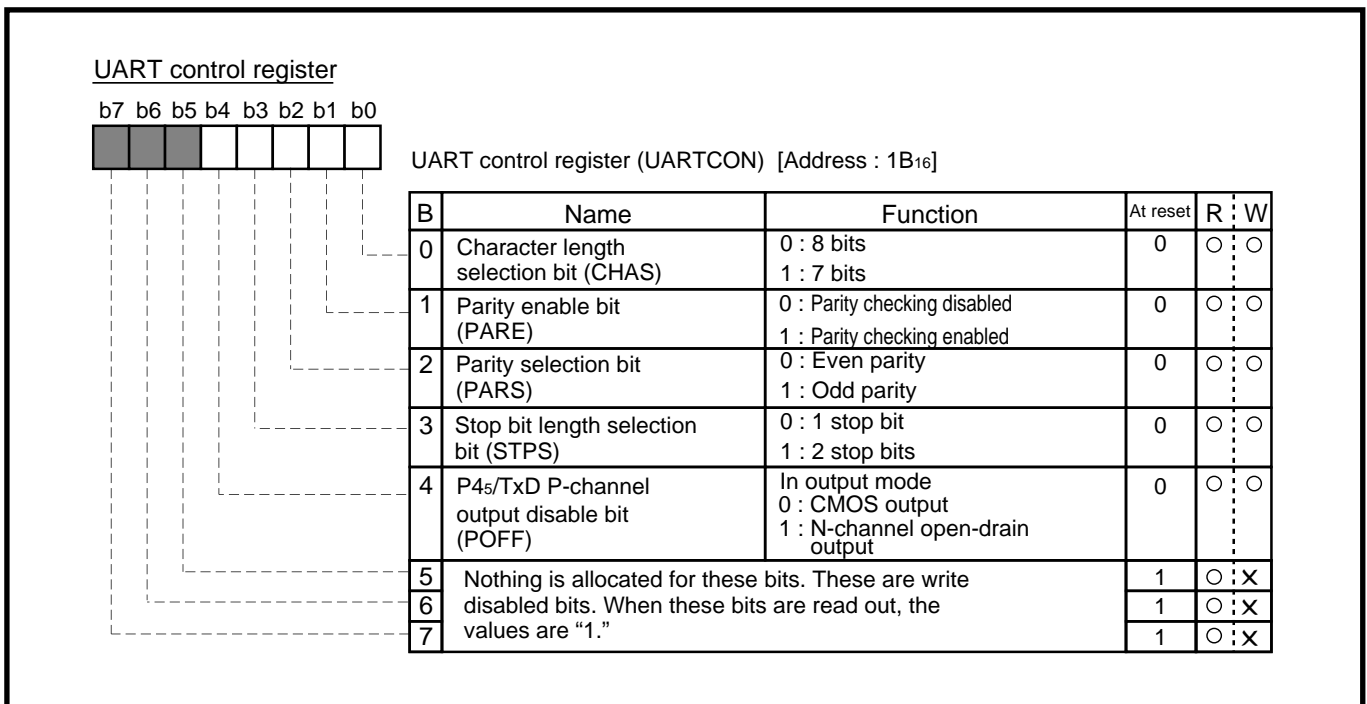 UART control register
b7 b6 b5 b4 b3 b2 b1 b0
UART control register (UARTCON) [Address : 1B16]
B Name Function At reset R W
0 Character length selection bit (CHAS) 0 : 8 bits 1 : 7 bits 0 ○ ○
1 Parity enable bit (PARE) 0 : Parity checking disabled 1 : Parity checking enabled 0 ○ ○
2 Parity selection bit (PARS) 0 : Even parity 1 : Odd parity 0 ○ ○
3 Stop bit length selection bit (STPS) 0 : 1 stop bit 1 : 2 stop bits 0 ○ ○
4 P45/TxD P-channel output disable bit (POFF) In output mode 0 : CMOS output 1 : N-channel open-drain output 0 ○ ○
5 Nothing is allocated for these bits. These are write 1 ○ ×
6 disabled bits. When these bits are read out, the 1 ○ ×
7 values are “1.” 1 ○ ×